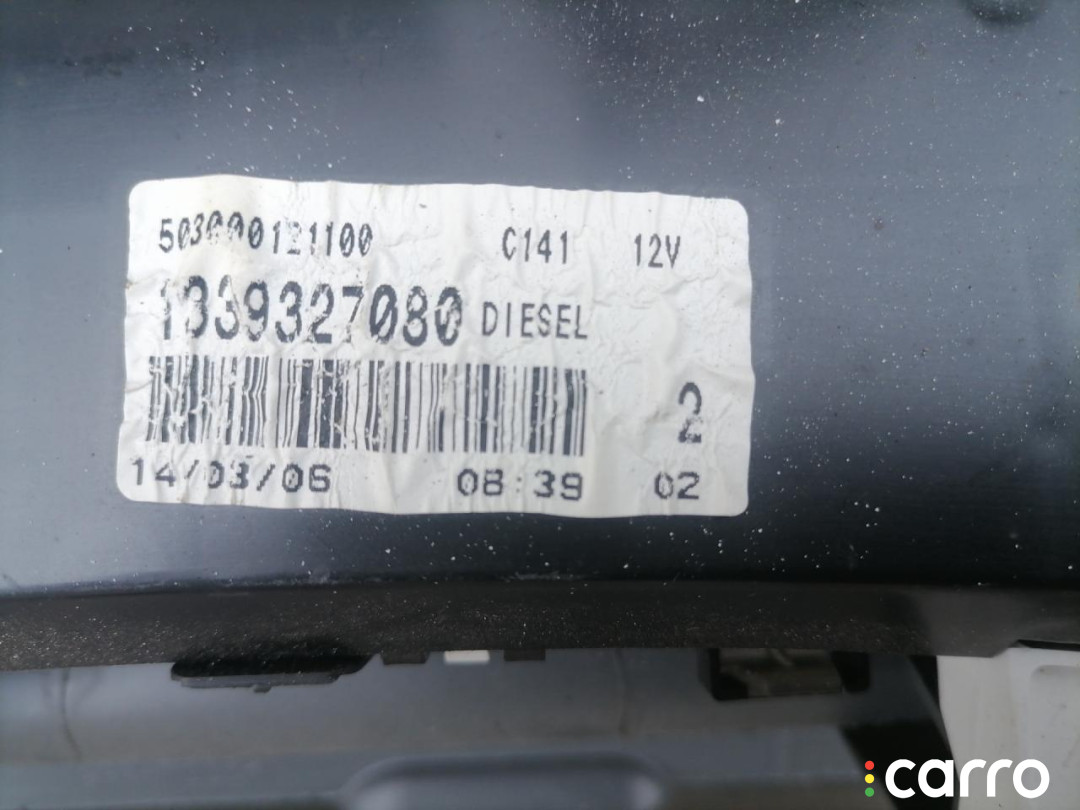 503000121100 C141 12V
1339327080 DIESEL
2
14/03/06 08:39 02
carro